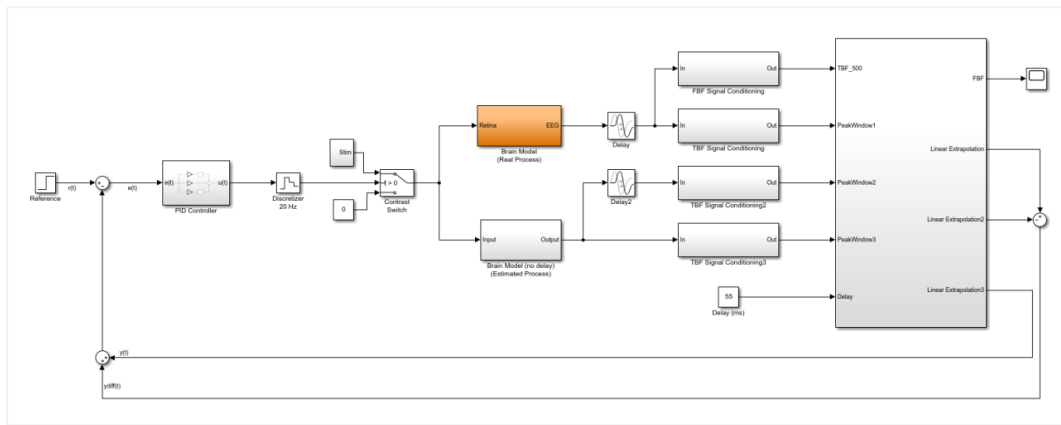 Reference
r(t)
e(t)
e(t)
u(t)
PID Controller
Discretizer
20 Hz
Stim
0
> 0
Contrast
Switch
Retina
EEG
Brain Model
(Real Process)
Input
Output
Brain Model (no delay)
(Estimated Process)
Delay
Delay2
In
Out
FBF Signal Conditioning
In
Out
TBF Signal Conditioning
In
Out
TBF Signal Conditioning2
In
Out
TBF Signal Conditioning3
55
Delay (ms)
TBF_500
PeakWindow1
PeakWindow2
PeakWindow3
Delay
FBF
Linear Extrapolation
Linear Extrapolation2
Linear Extrapolation3
y(t)
ydiff(t)